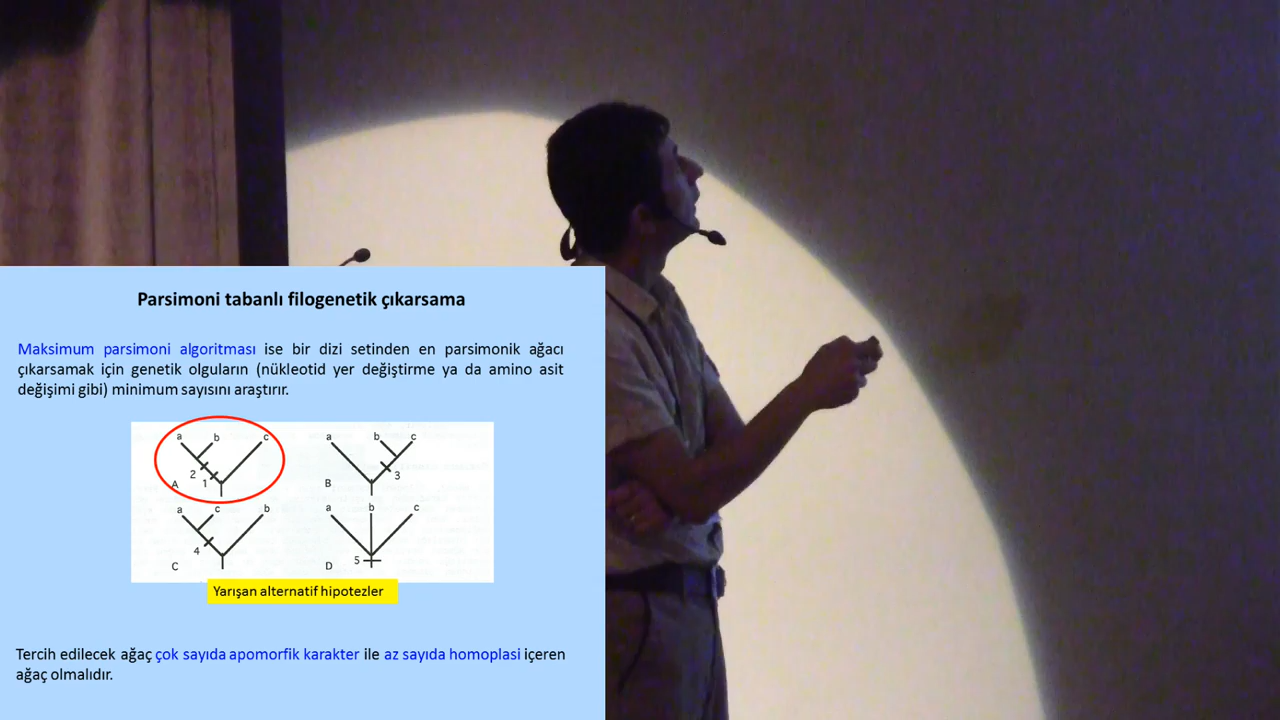 Parsimoni tabanlı filogenetik çıkarsama
Maksimum parsimoni algoritması ise bir dizi setinden en parsimonik ağacı
çıkarsamak için genetik olguların (nükleotid yer değiştirme ya da amino asit
değişimi gibi) minimum sayısını araştırır.
a b c a b c
2 1 A B 3
a c b a b c
4 C D 5
Yarışan alternatif hipotezler
Tercih edilecek ağaç çok sayıda apomorfik karakter ile az sayıda homoplasi içeren
ağaç olmalıdır.